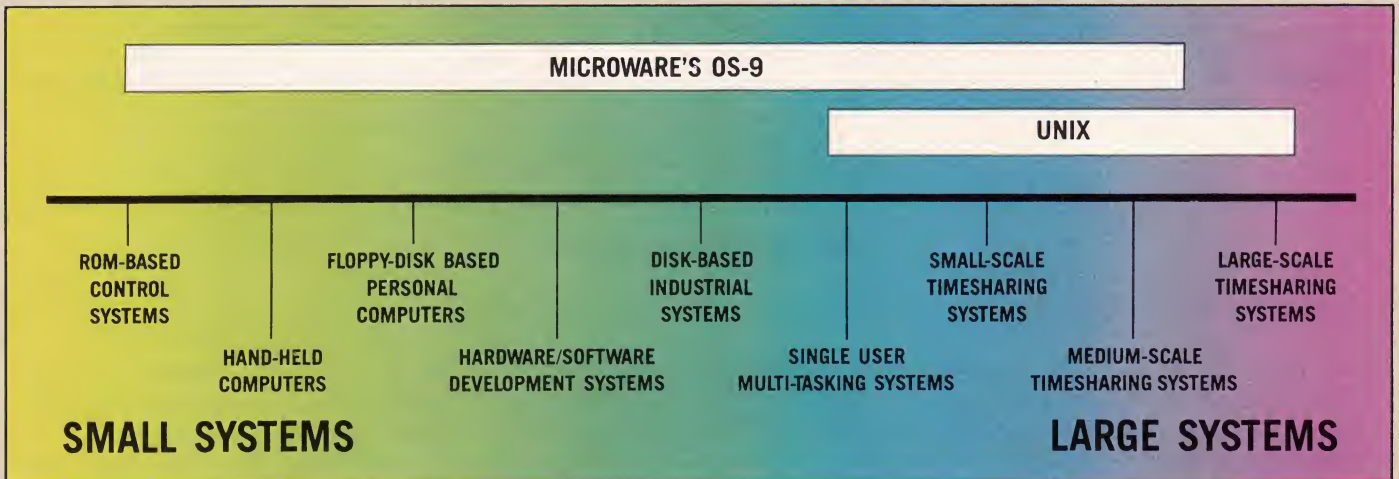 MICROWARE'S OS-9
UNIX
ROM-BASED
CONTROL
SYSTEMS
HAND-HELD
COMPUTERS
FLOPPY-DISK BASED
PERSONAL
COMPUTERS
HARDWARE/SOFTWARE
DEVELOPMENT SYSTEMS
DISK-BASED
INDUSTRIAL
SYSTEMS
SINGLE USER
MULTI-TASKING SYSTEMS
SMALL-SCALE
TIMESHARING
SYSTEMS
MEDIUM-SCALE
TIMESHARING SYSTEMS
LARGE-SCALE
TIMESHARING
SYSTEMS
SMALL SYSTEMS
LARGE SYSTEMS